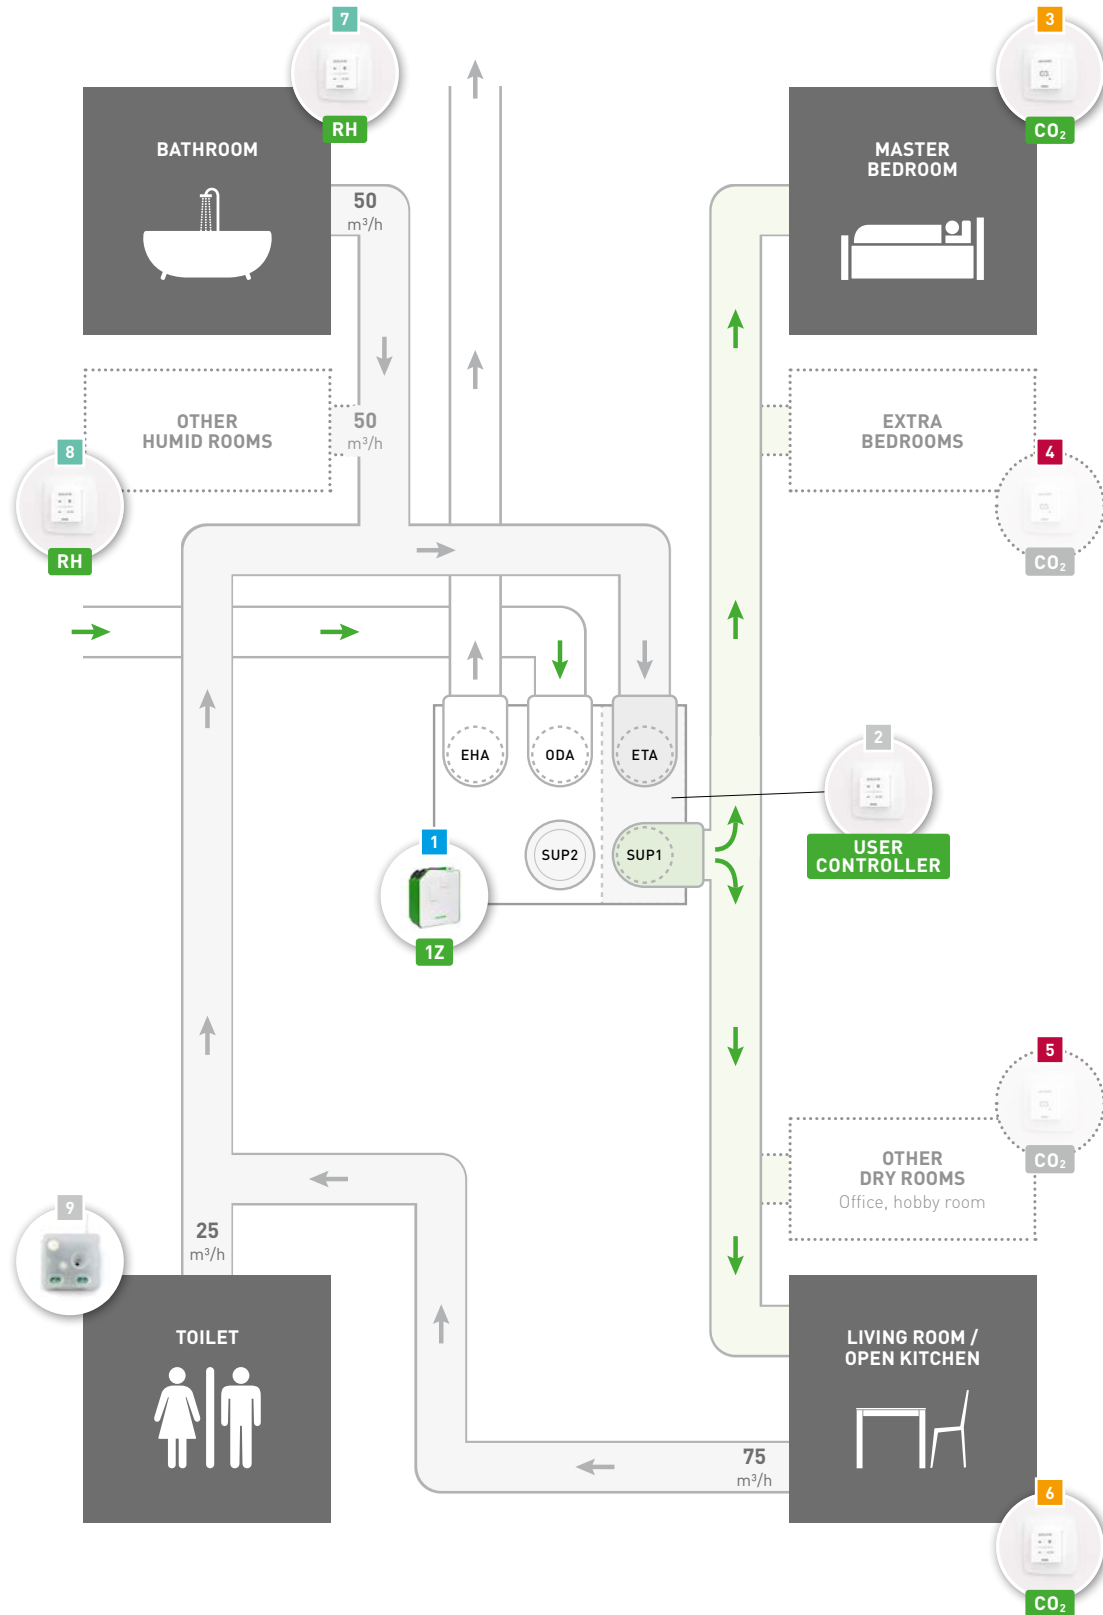 7
3
RH
CO₂
BATHROOM
MASTER
BEDROOM
50
m³/h
OTHER
HUMID ROOMS
50
m³/h
EXTRA
BEDROOMS
8
4
RH
CO₂
EHA
ODA
ETA
2
USER
CONTROLLER
1
SUP2
SUP1
1Z
5
CO₂
OTHER
DRY ROOMS
Office, hobby room
9
25
m³/h
TOILET
LIVING ROOM /
OPEN KITCHEN
75
m³/h
6
CO₂